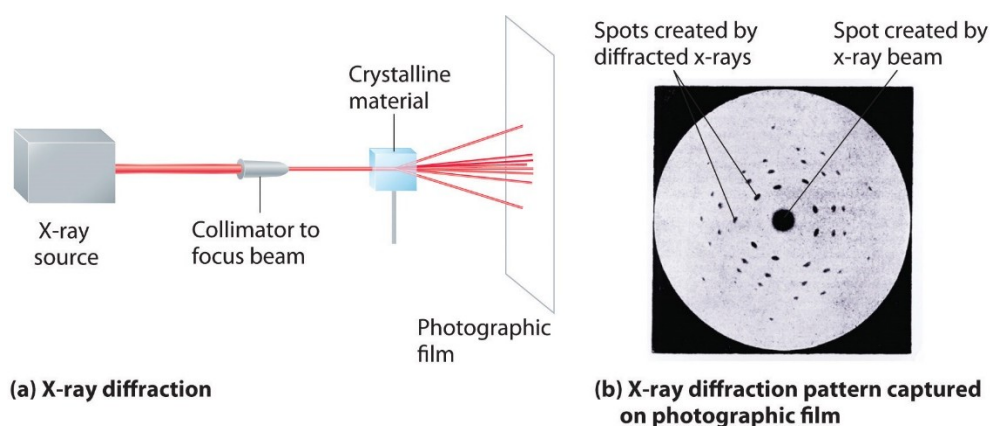 X-ray
source
Collimator to
focus beam
Crystalline
material
Photographic
film
(a) X-ray diffraction
Spots created by
diffracted x-rays
Spot created by
x-ray beam
(b) X-ray diffraction pattern captured
on photographic film